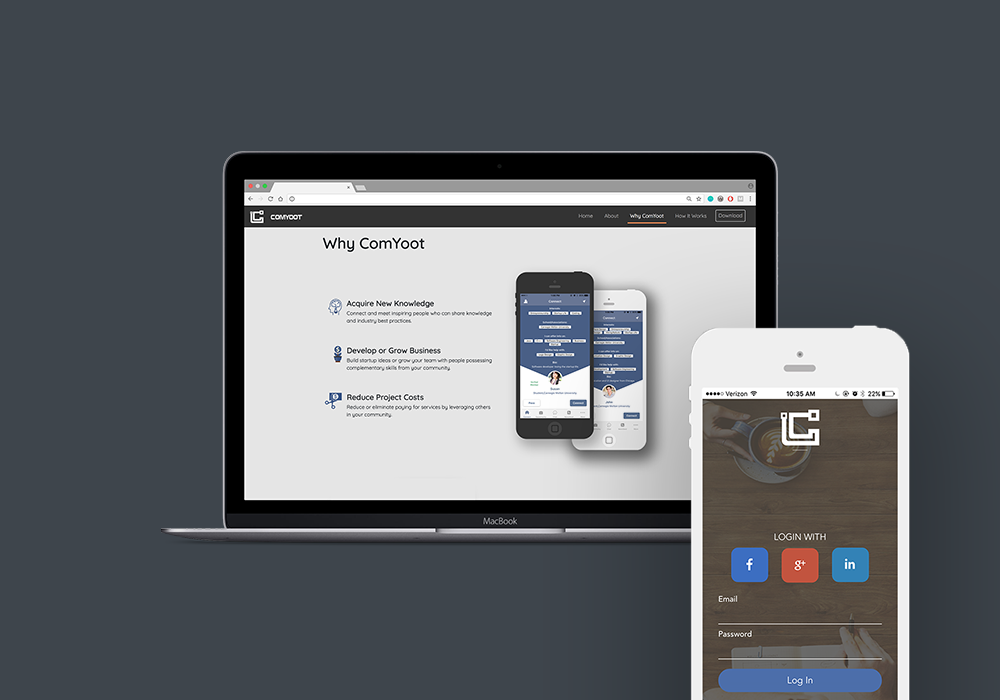 COMYOOT
Home About Why ComYoot How It Works Download
Why ComYoot
Acquire New Knowledge
Connect and meet inspiring people who can share knowledge
and industry best practices.
Develop or Grow Business
Build startup ideas or grow your team with people possessing
complementary skills from your community.
Reduce Project Costs
Reduce or eliminate paying for services by leveraging others
in your community.
Connect
Connect
MacBook
Verizon 10:35 AM 22%
LOGIN WITH
f g+ in
Email
Password
Log In